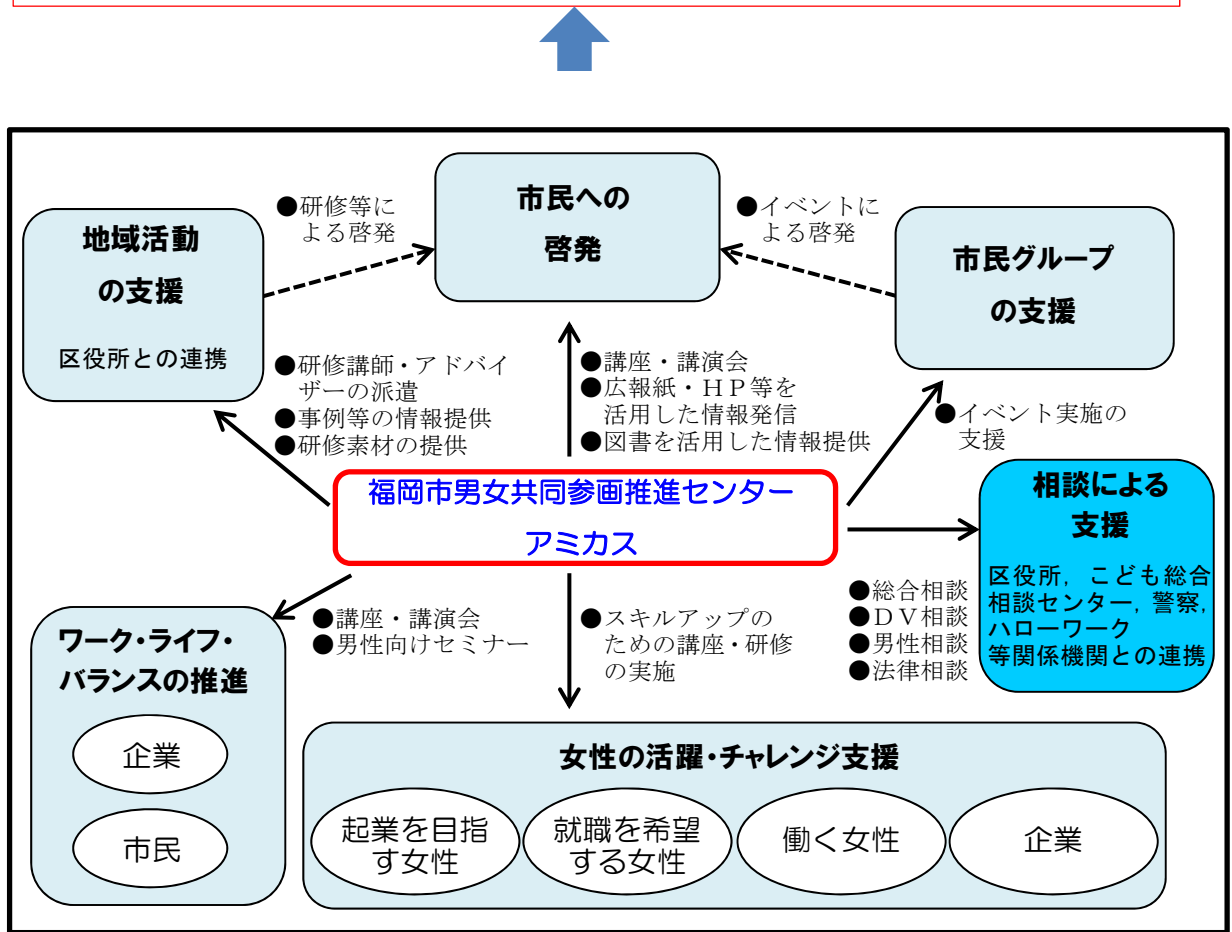 市民への
啓発
●研修等に
よる啓発
●イベントに
よる啓発
地域活動
の支援
区役所との連携
市民グループ
の支援
●研修講師・アドバイ
ザーの派遣
●事例等の情報提供
●研修素材の提供
●講座・講演会
●広報紙・ＨＰ等を
活用した情報発信
●図書を活用した情報提供
●イベント実施の
支援
福岡市男女共同参画推進センター
アミカス
相談による
支援
区役所，こども総合
相談センター，警察，
ハローワーク
等関係機関との連携
●総合相談
●ＤＶ相談
●男性相談
●法律相談
●講座・講演会
●男性向けセミナー
●スキルアップの
ための講座・研修
の実施
ワーク・ライフ・
バランスの推進
企業
市民
女性の活躍・チャレンジ支援
起業を目指
す女性
就職を希望
する女性
働く女性
企業